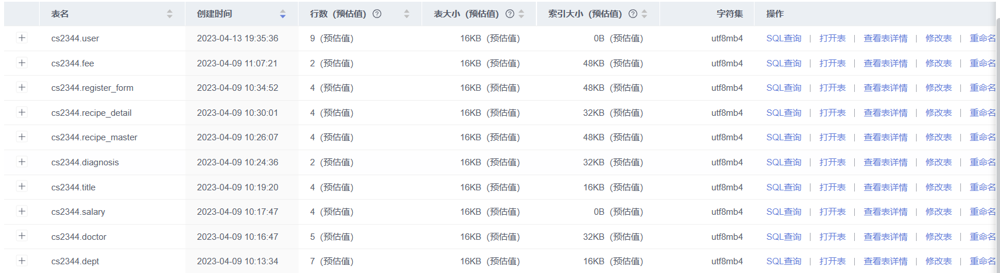 表名 创建时间 行数 (预估值) 表大小 (预估值) 索引大小 (预估值) 字符集 操作
cs2344.user 2023-04-13 19:35:36 9 (预估值) 16KB (预估值) 0B (预估值) utf8mb4 SQL查询 | 打开表 | 查看表详情 | 修改表 | 重命名
cs2344.fee 2023-04-09 11:07:21 2 (预估值) 16KB (预估值) 48KB (预估值) utf8mb4 SQL查询 | 打开表 | 查看表详情 | 修改表 | 重命名
cs2344.register_form 2023-04-09 10:34:52 4 (预估值) 16KB (预估值) 48KB (预估值) utf8mb4 SQL查询 | 打开表 | 查看表详情 | 修改表 | 重命名
cs2344.recipe_detail 2023-04-09 10:30:01 4 (预估值) 16KB (预估值) 32KB (预估值) utf8mb4 SQL查询 | 打开表 | 查看表详情 | 修改表 | 重命名
cs2344.recipe_master 2023-04-09 10:26:07 4 (预估值) 16KB (预估值) 48KB (预估值) utf8mb4 SQL查询 | 打开表 | 查看表详情 | 修改表 | 重命名
cs2344.diagnosis 2023-04-09 10:24:36 2 (预估值) 16KB (预估值) 32KB (预估值) utf8mb4 SQL查询 | 打开表 | 查看表详情 | 修改表 | 重命名
cs2344.title 2023-04-09 10:19:20 4 (预估值) 16KB (预估值) 16KB (预估值) utf8mb4 SQL查询 | 打开表 | 查看表详情 | 修改表 | 重命名
cs2344.salary 2023-04-09 10:17:47 4 (预估值) 16KB (预估值) 0B (预估值) utf8mb4 SQL查询 | 打开表 | 查看表详情 | 修改表 | 重命名
cs2344.doctor 2023-04-09 10:16:47 5 (预估值) 16KB (预估值) 32KB (预估值) utf8mb4 SQL查询 | 打开表 | 查看表详情 | 修改表 | 重命名
cs2344.dept 2023-04-09 10:13:34 7 (预估值) 16KB (预估值) 16KB (预估值) utf8mb4 SQL查询 | 打开表 | 查看表详情 | 修改表 | 重命名